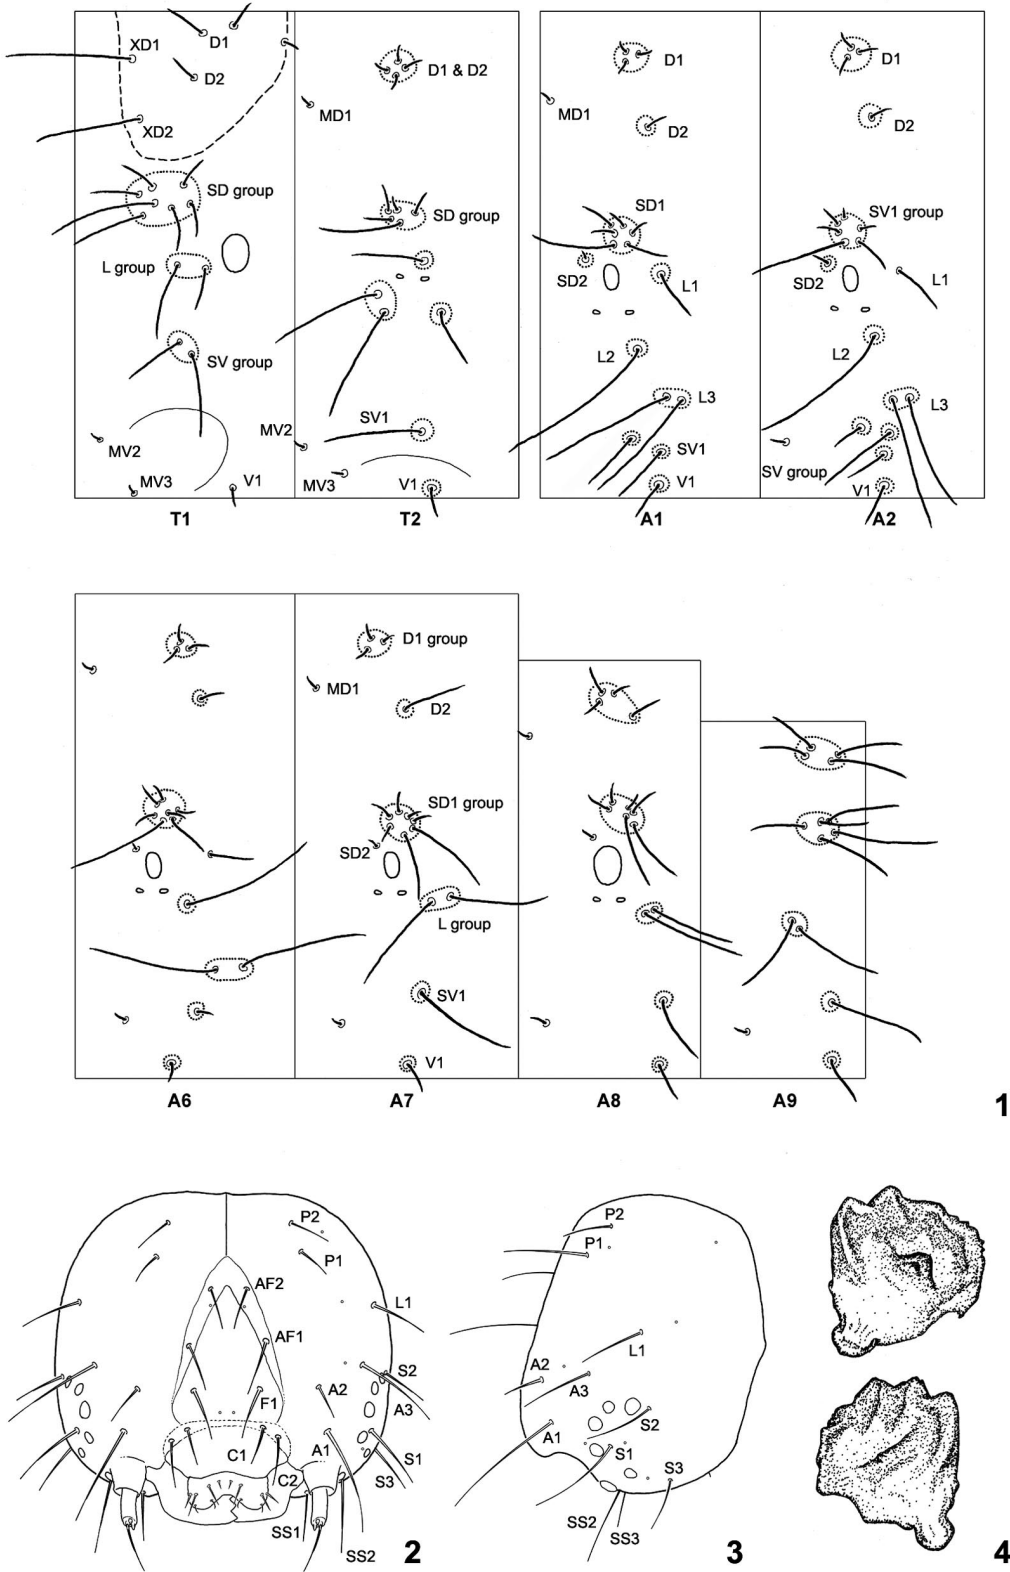 XD1
D1
D2
XD2
SD group
L group
SV group
MV2
MV3
V1
T1
D1 & D2
MD1
SD group
SV1
MV2
MV3
V1
T2
D1
MD1
D2
SD1
SD2
L1
L2
L3
SV1
V1
A1
D1
D2
SV1 group
SD2
L1
L2
L3
SV group
V1
A2
A6
D1 group
MD1
D2
SD1 group
SD2
L group
SV1
V1
A7
A8
A9
1
P2
P1
AF2
L1
AF1
S2
A2
A3
F1
A1
C1
S1
C2
S3
SS1
SS2
2
P2
P1
L1
A2
A3
S2
A1
S1
S3
SS2
SS3
3
4